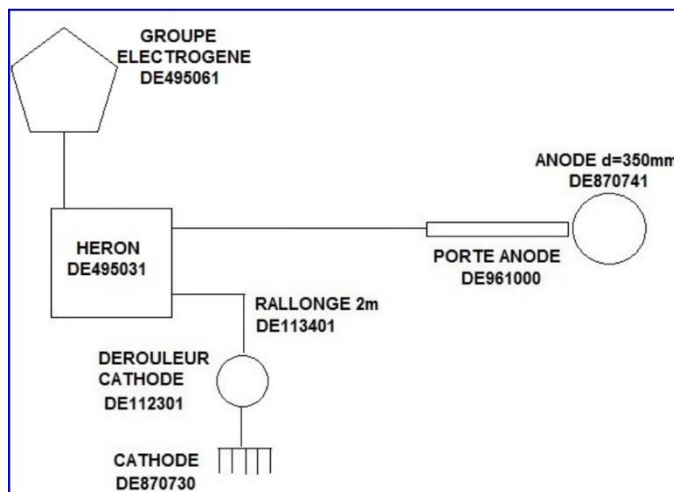 GROUPE
ELECTROGENE
DE495061
ANODE d=350mm
DE870741
HERON
DE495031
PORTE ANODE
DE961000
RALLONGE 2m
DE113401
DEROULEUR
CATHODE
DE112301
CATHODE
DE870730